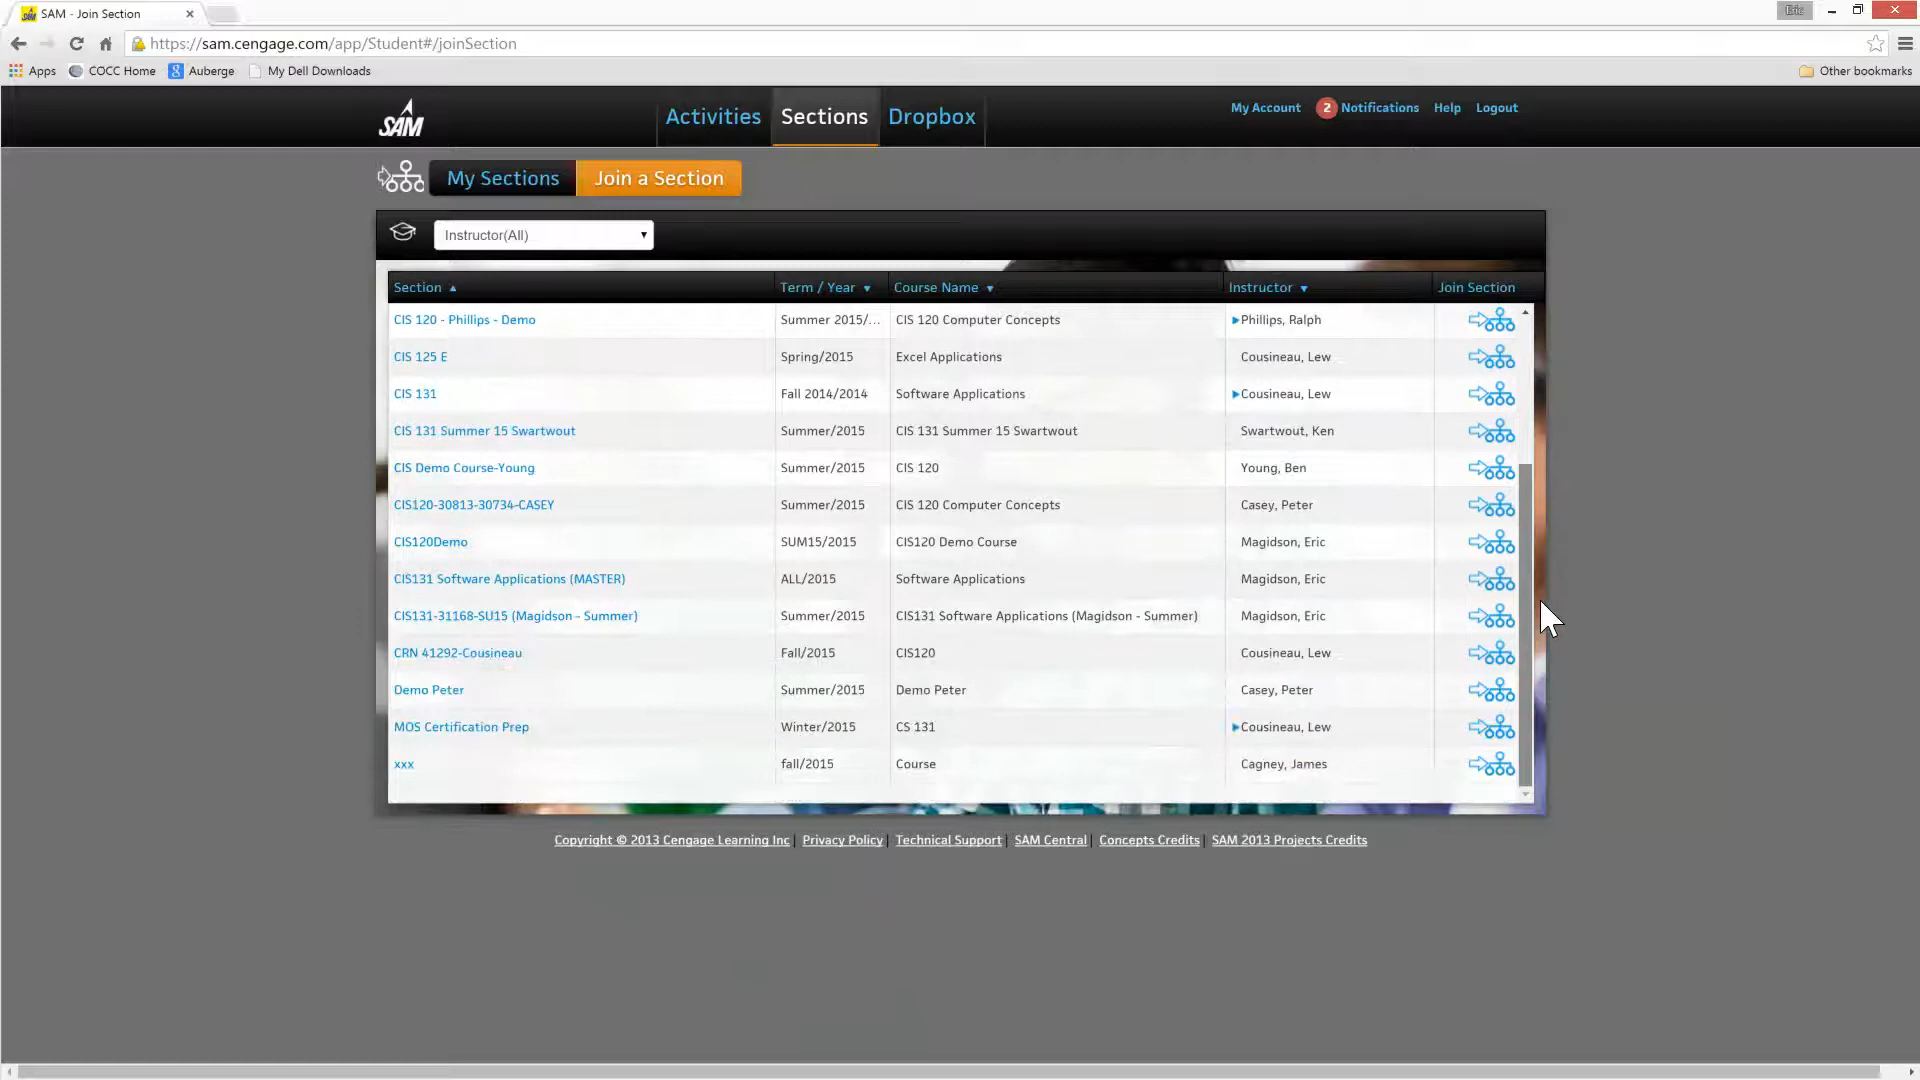 SAM - Join Section
Eric
https://sam.cengage.com/app/Student#/joinSection
Apps COCC Home Auberge My Dell Downloads Other bookmarks
SAM
Activities Sections Dropbox
My Account 2 Notifications Help Logout
My Sections Join a Section
Instructor(All)
Section Term / Year Course Name Instructor Join Section
CIS 120 - Phillips - Demo Summer 2015/... CIS 120 Computer Concepts Phillips, Ralph
CIS 125 E Spring/2015 Excel Applications Cousineau, Lew
CIS 131 Fall 2014/2014 Software Applications Cousineau, Lew
CIS 131 Summer 15 Swartwout Summer/2015 CIS 131 Summer 15 Swartwout Swartwout, Ken
CIS Demo Course-Young Summer/2015 CIS 120 Young, Ben
CIS120-30813-30734-CASEY Summer/2015 CIS 120 Computer Concepts Casey, Peter
CIS120Demo SUM15/2015 CIS120 Demo Course Magidson, Eric
CIS131 Software Applications (MASTER) ALL/2015 Software Applications Magidson, Eric
CIS131-31168-SU15 (Magidson - Summer) Summer/2015 CIS131 Software Applications (Magidson - Summer) Magidson, Eric
CRN 41292-Cousineau Fall/2015 CIS120 Cousineau, Lew
Demo Peter Summer/2015 Demo Peter Casey, Peter
MOS Certification Prep Winter/2015 CS 131 Cousineau, Lew
xxx fall/2015 Course Cagney, James
Copyright © 2013 Cengage Learning Inc | Privacy Policy | Technical Support | SAM Central | Concepts Credits | SAM 2013 Projects Credits